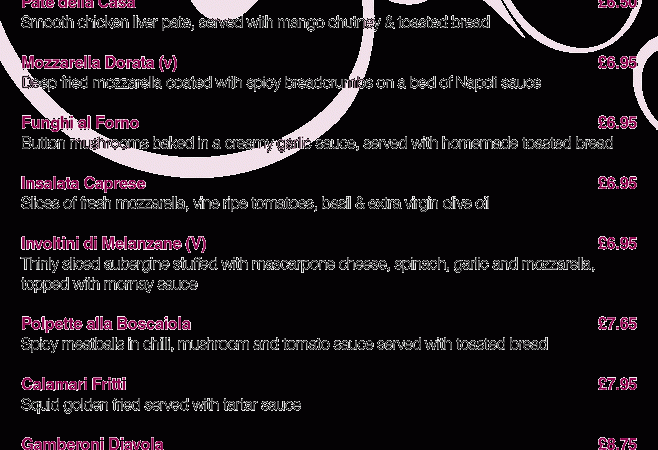 Pate della Casa £6.50
Smooth chicken liver pate, served with mango chutney & toasted bread
Mozzarella Dorata (v) £6.95
Deep fried mozzarella coated with spicy breadcrumbs on a bed of Napoli sauce
Funghi al Forno £6.95
Button mushrooms baked in a creamy garlic sauce, served with homemade toasted bread
Insalata Caprese £6.95
Slices of fresh mozzarella, vine ripe tomatoes, basil & extra virgin olive oil
Involtini di Melanzane (V) £6.95
Thinly sliced aubergine stuffed with mascarpone cheese, spinach, garlic and mozzarella,
topped with mornay sauce
Polpette alla Boscaiola £7.65
Spicy meatballs in chilli, mushroom and tomato sauce served with toasted bread
Calamari Fritti £7.95
Squid golden fried served with tartar sauce
Gamberoni Diavola £8.75